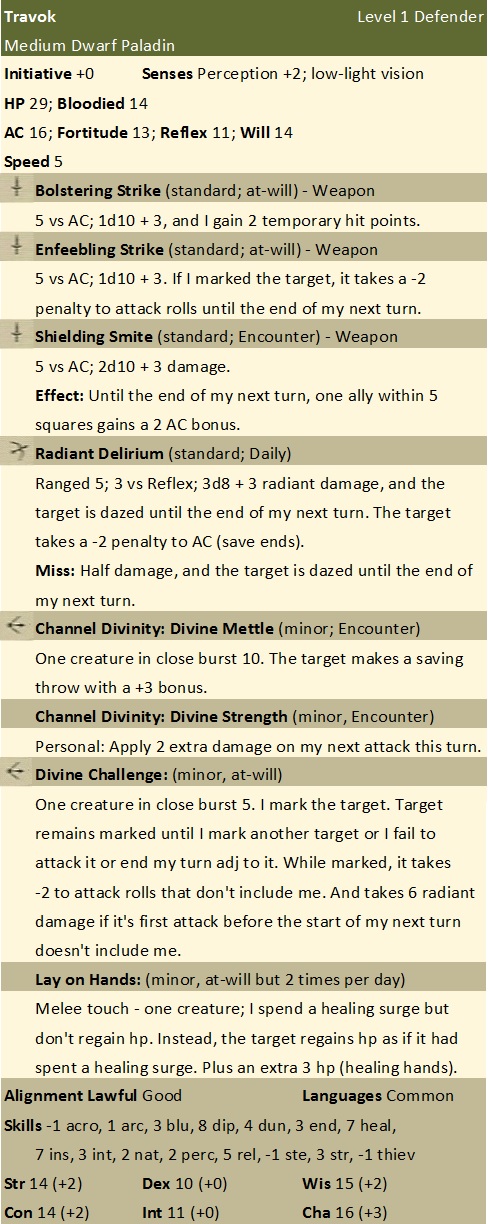 Travok Level 1 Defender
Medium Dwarf Paladin
Initiative +0 Senses Perception +2; low-light vision
HP 29; Bloodied 14
AC 16; Fortitude 13; Reflex 11; Will 14
Speed 5
Bolstering Strike (standard; at-will) - Weapon
5 vs AC; 1d10 + 3, and I gain 2 temporary hit points.
Enfeebling Strike (standard; at-will) - Weapon
5 vs AC; 1d10 + 3. If I marked the target, it takes a -2
penalty to attack rolls until the end of my next turn.
Shielding Smite (standard; Encounter) - Weapon
5 vs AC; 2d10 + 3 damage.
Effect: Until the end of my next turn, one ally within 5
squares gains a 2 AC bonus.
Radiant Delirium (standard; Daily)
Ranged 5; 3 vs Reflex; 3d8 + 3 radiant damage, and the
target is dazed until the end of my next turn. The target
takes a -2 penalty to AC (save ends).
Miss: Half damage, and the target is dazed until the end of
my next turn.
Channel Divinity: Divine Mettle (minor; Encounter)
One creature in close burst 10. The target makes a saving
throw with a +3 bonus.
Channel Divinity: Divine Strength (minor, Encounter)
Personal: Apply 2 extra damage on my next attack this turn.
Divine Challenge: (minor, at-will)
One creature in close burst 5. I mark the target. Target
remains marked until I mark another target or I fail to
attack it or end my turn adj to it. While marked, it takes
-2 to attack rolls that don't include me. And takes 6 radiant
damage if it's first attack before the start of my next turn
doesn't include me.
Lay on Hands: (minor, at-will but 2 times per day)
Melee touch - one creature; I spend a healing surge but
don't regain hp. Instead, the target regains hp as if it had
spent a healing surge. Plus an extra 3 hp (healing hands).
Alignment Lawful Good Languages Common
Skills -1 acro, 1 arc, 3 blu, 8 dip, 4 dun, 3 end, 7 heal,
7 ins, 3 int, 2 nat, 2 perc, 5 rel, -1 ste, 3 str, -1 thiev
Str 14 (+2) Dex 10 (+0) Wis 15 (+2)
Con 14 (+2) Int 11 (+0) Cha 16 (+3)